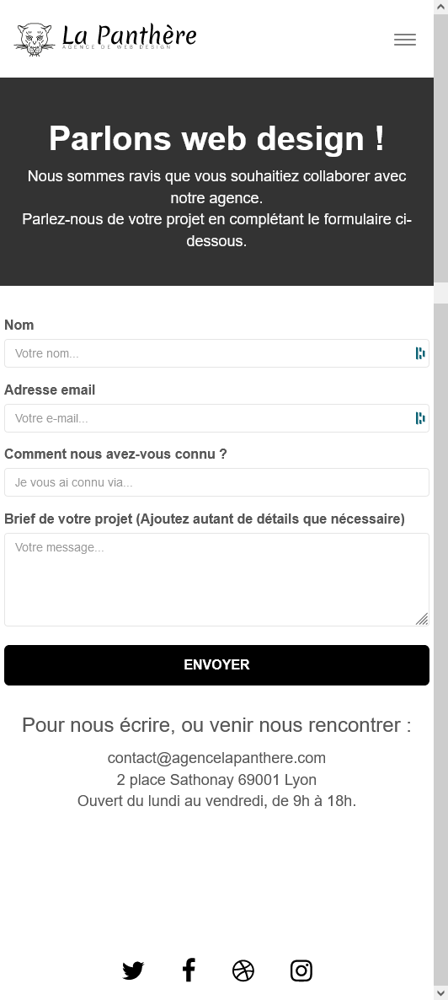 La Panthère
AGENCE DE WEB DESIGN
Parlons web design !
Nous sommes ravis que vous souhaitiez collaborer avec
notre agence.
Parlez-nous de votre projet en complétant le formulaire ci-
dessous.
Nom
Votre nom...
Adresse email
Votre e-mail...
Comment nous avez-vous connu ?
Je vous ai connu via...
Brief de votre projet (Ajoutez autant de détails que nécessaire)
Votre message...
ENVOYER
Pour nous écrire, ou venir nous rencontrer :
contact@agencelapanthere.com
2 place Sathonay 69001 Lyon
Ouvert du lundi au vendredi, de 9h à 18h.